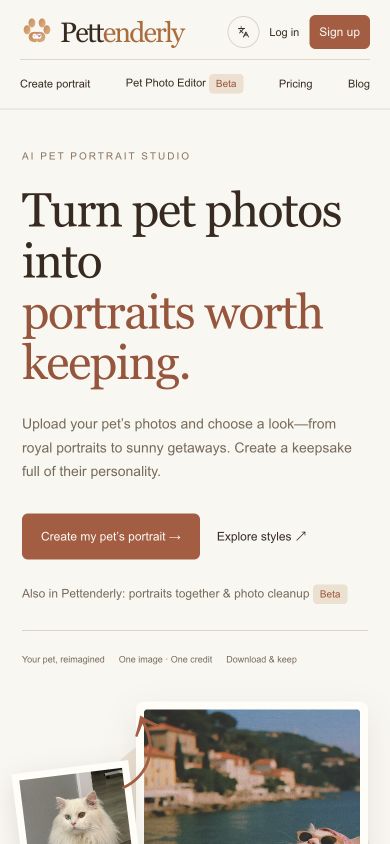 Pettenderly
Log in
Sign up
Create portrait
Pet Photo Editor Beta
Pricing
Blog
AI PET PORTRAIT STUDIO
Turn pet photos
into
portraits worth
keeping.
Upload your pet's photos and choose a look—from
royal portraits to sunny getaways. Create a keepsake
full of their personality.
Create my pet's portrait →
Explore styles ↗
Also in Pettenderly: portraits together & photo cleanup Beta
Your pet, reimagined
One image · One credit
Download & keep